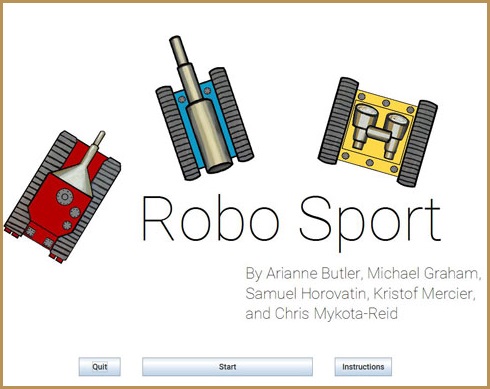 Robo Sport
By Arianne Butler, Michael Graham,
Samuel Horovatin, Kristof Mercier,
and Chris Mykota-Reid
Quit
Start
Instructions